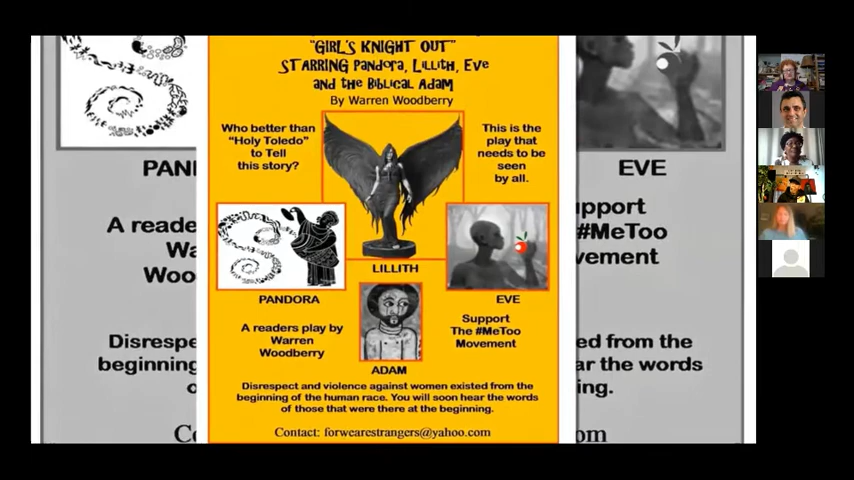 "GIRL'S KNIGHT OUT"
STARRING Pandora, Lillith, Eve
and the Biblical Adam
By Warren Woodberry
Who better than
"Holy Toledo"
to Tell
this story?
This is the
play that
needs to be
seen
by all.
LILLITH
PANDORA
EVE
A readers play by
Warren
Woodberry
Support
The #MeToo
Movement
ADAM
Disrespect and violence against women existed from the
beginning of the human race. You will soon hear the words
of those that were there at the beginning.
Contact: forwearestrangers@yahoo.com
PAN
A reade
Wa
Woo
Disrespe
beginning
o
Co
EVE
upport
#MeToo
vement
ed from the
ar the words
ing.
om